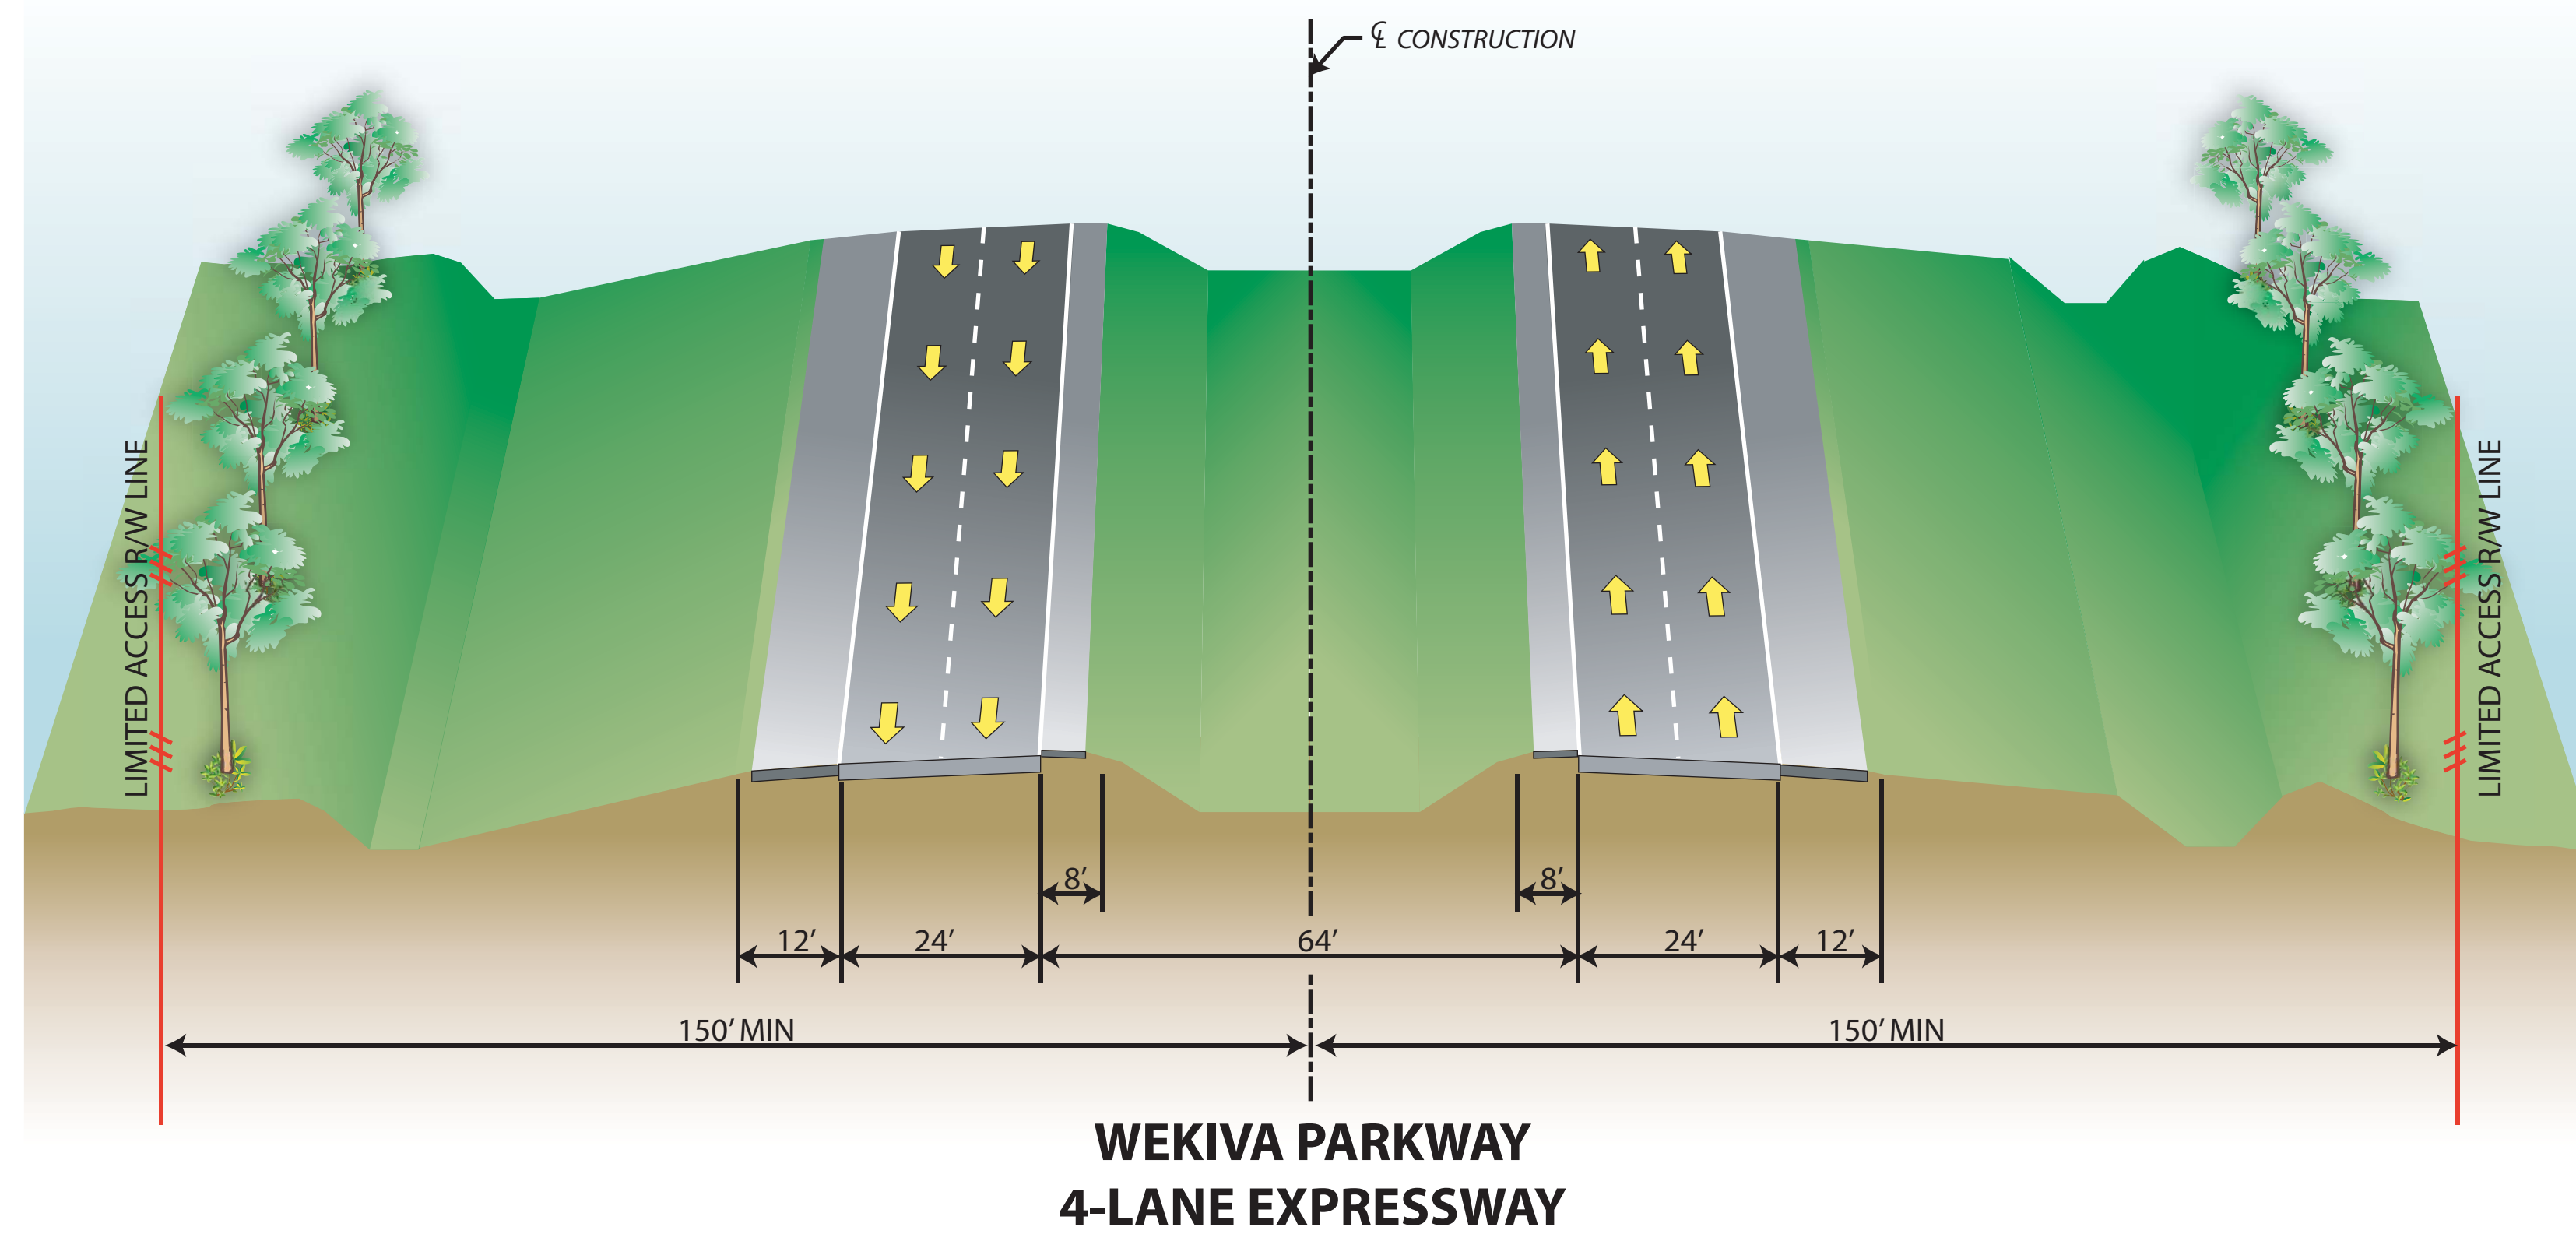 ℄ CONSTRUCTION
LIMITED ACCESS R/W LINE
LIMITED ACCESS R/W LINE
8’
8’
12’
24’
64’
24’
12’
150’ MIN
150’ MIN
WEKIVA PARKWAY
4-LANE EXPRESSWAY